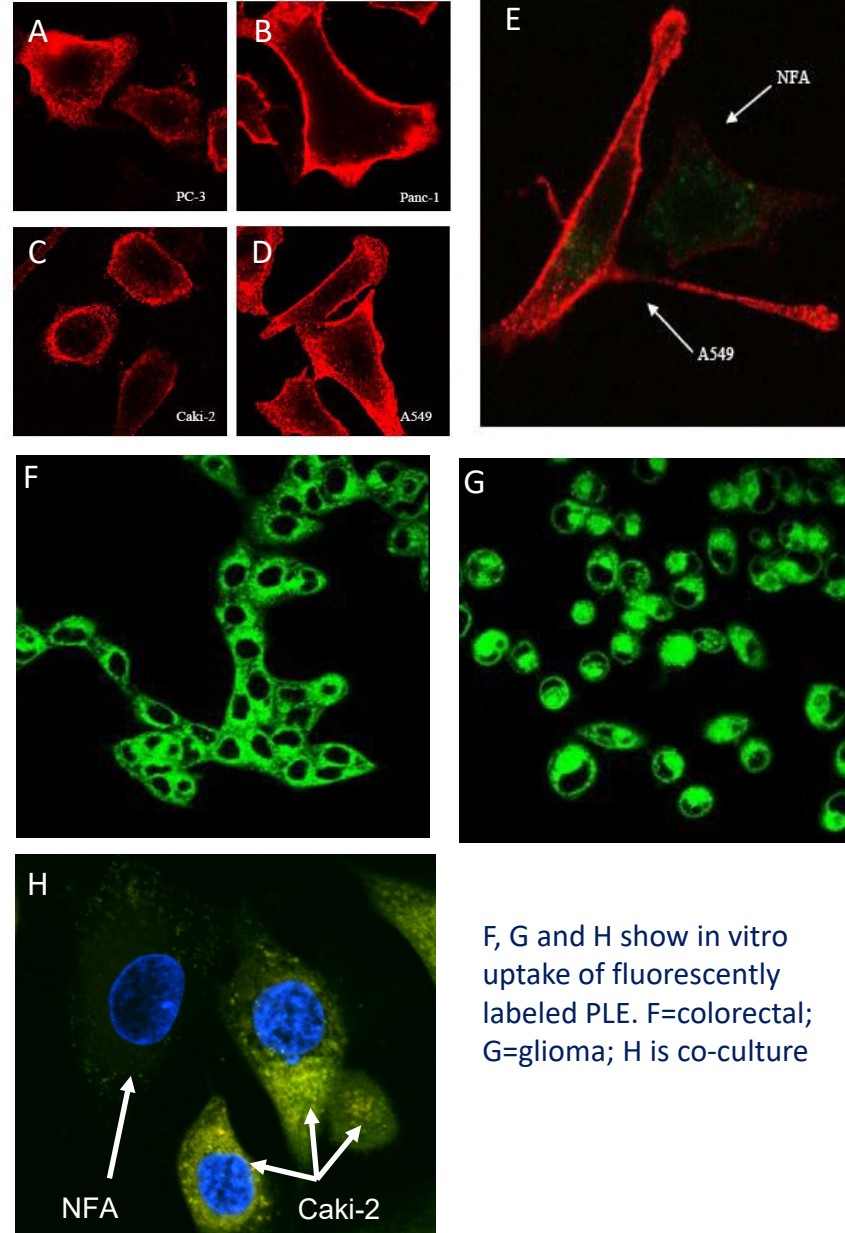 A
PC-3
B
Panc-1
C
Caki-2
D
A549
E
NFA
A549
F
G
H
NFA
Caki-2
F, G and H show in vitro
uptake of fluorescently
labeled PLE. F=colorectal;
G=glioma; H is co-culture